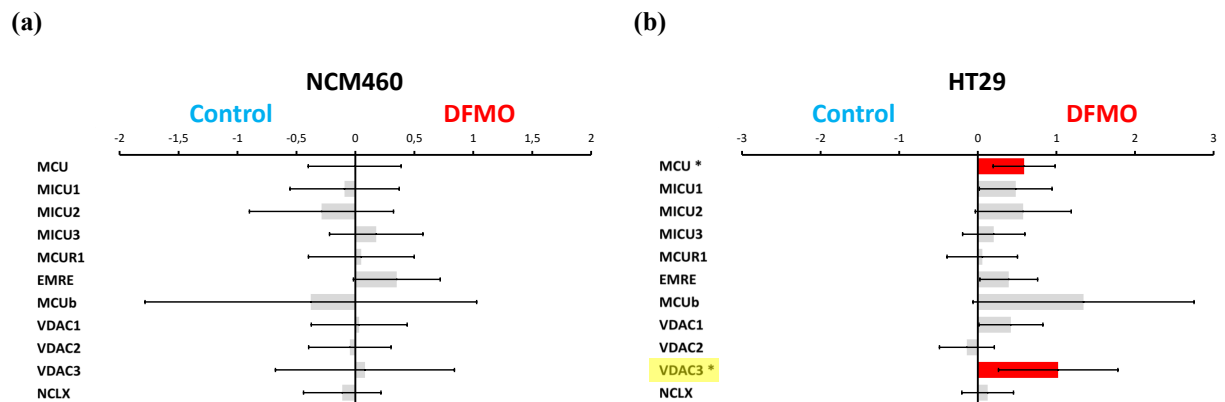 (a)
NCM460
Control DFMO
-2 -1,5 -1 -0,5 0 0,5 1 1,5 2
MCU
MICU1
MICU2
MICU3
MCUR1
EMRE
MCUb
VDAC1
VDAC2
VDAC3
NCLX
(b)
HT29
Control DFMO
-3 -2 -1 0 1 2 3
MCU *
MICU1
MICU2
MICU3
MCUR1
EMRE
MCUb
VDAC1
VDAC2
VDAC3 *
NCLX